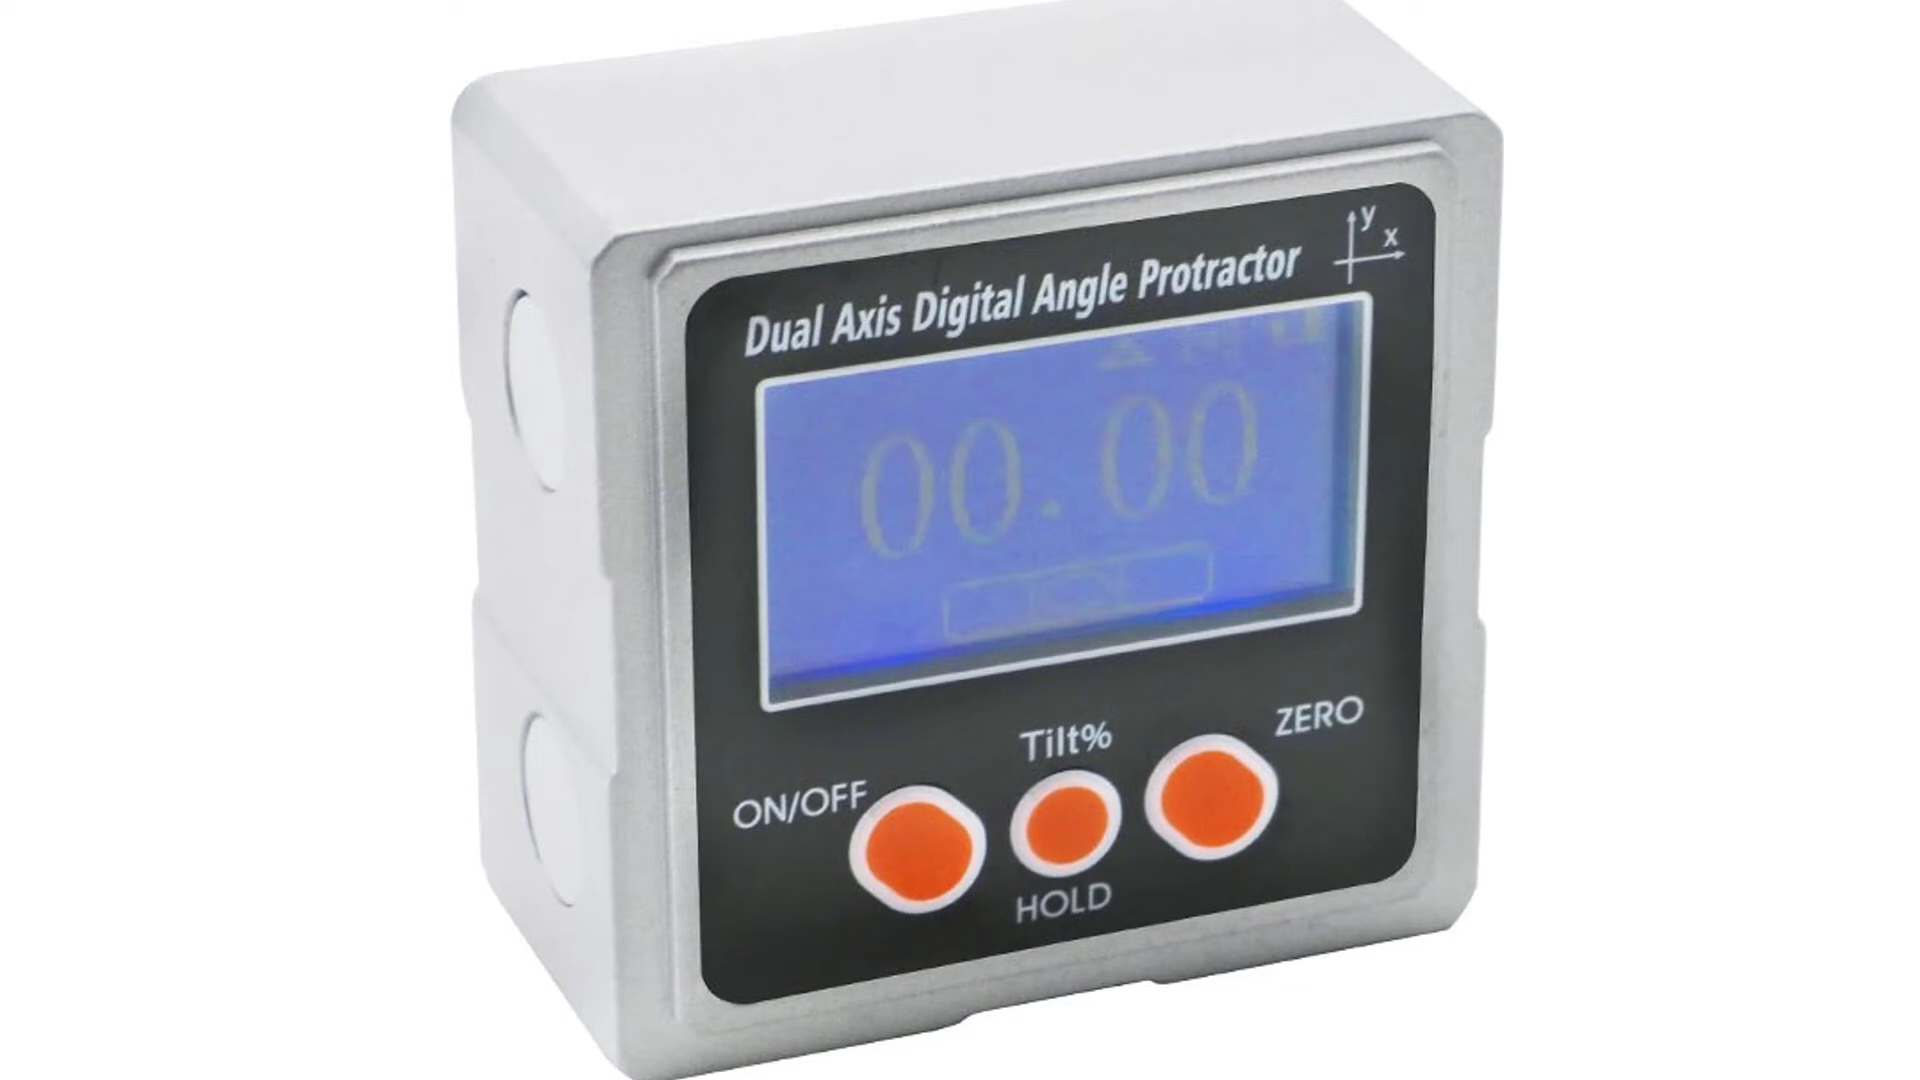 y
x
Dual Axis Digital Angle Protractor
00.00
Tilt%
ZERO
ON/OFF
HOLD